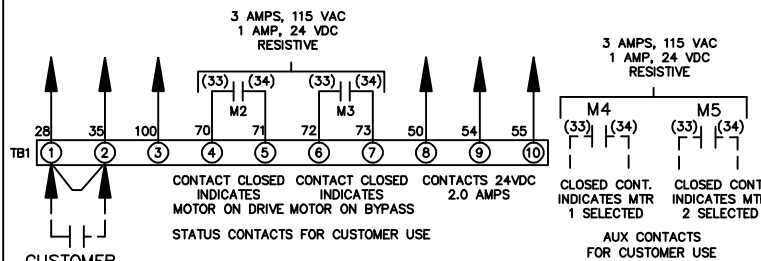 3 AMPS, 115 VAC
1 AMP, 24 VDC
RESISTIVE
3 AMPS, 115 VAC
1 AMP, 24 VDC
RESISTIVE
(33) (34) (33) (34)
M2 M3
M4 M5
(33) (34) (33) (34)
28 35 100 70 71 72 73 50 54 55
TB1 1 2 3 4 5 6 7 8 9 10
CONTACT CLOSED
INDICATES
MOTOR ON DRIVE
CONTACT CLOSED
INDICATES
MOTOR ON BYPASS
CONTACTS 24VDC
2.0 AMPS
CLOSED CONT.
INDICATES MTR
1 SELECTED
CLOSED CONT
INDICATES MTR
2 SELECTED
STATUS CONTACTS FOR CUSTOMER USE
AUX CONTACTS
FOR CUSTOMER USE
CUSTOMER